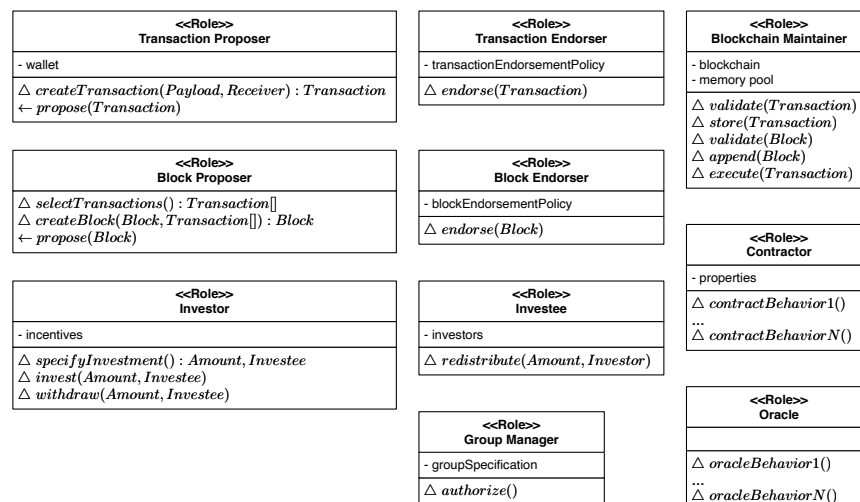 <<Role>>
Transaction Proposer
- wallet
△ createTransaction(Payload, Receiver) : Transaction
← propose(Transaction)
<<Role>>
Transaction Endorser
- transactionEndorsementPolicy
△ endorse(Transaction)
<<Role>>
Blockchain Maintainer
- blockchain
- memory pool
△ validate(Transaction)
△ store(Transaction)
△ validate(Block)
△ append(Block)
△ execute(Transaction)
<<Role>>
Block Proposer
△ selectTransactions() : Transaction[]
△ createBlock(Block, Transaction[]) : Block
← propose(Block)
<<Role>>
Block Endorser
- blockEndorsementPolicy
△ endorse(Block)
<<Role>>
Contractor
- properties
△ contractBehavior1()
...
△ contractBehaviorN()
<<Role>>
Investor
- incentives
△ specifyInvestment() : Amount, Investee
△ invest(Amount, Investee)
△ withdraw(Amount, Investee)
<<Role>>
Investee
- investors
△ redistribute(Amount, Investor)
<<Role>>
Group Manager
- groupSpecification
△ authorize()
<<Role>>
Oracle
△ oracleBehavior1()
...
△ oracleBehaviorN()